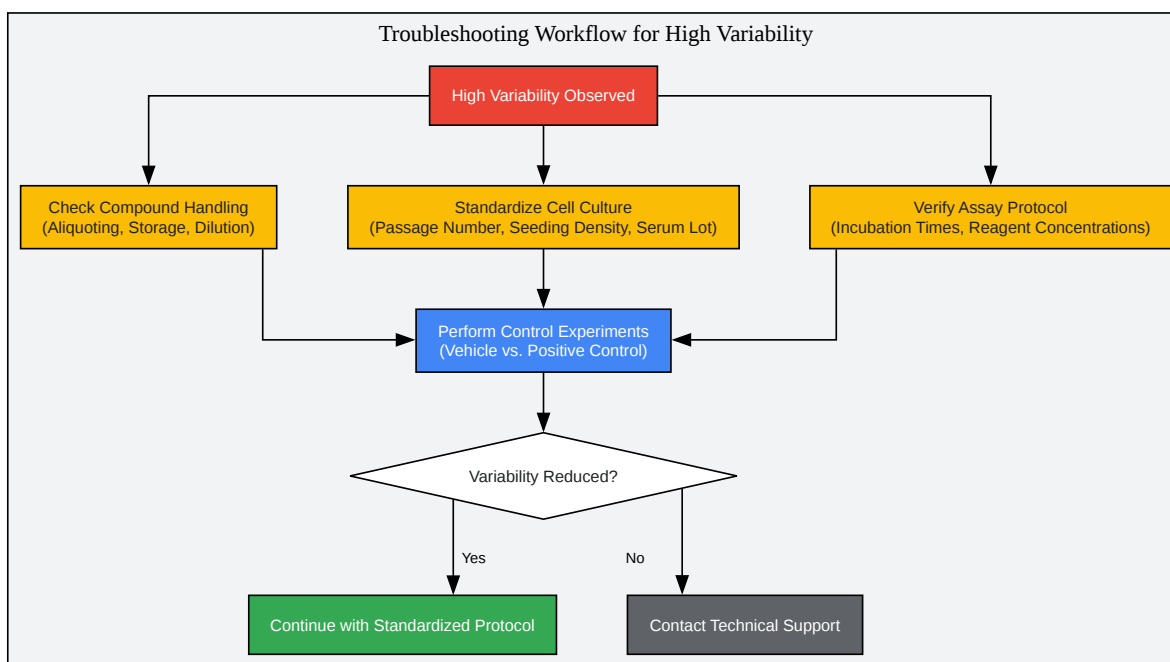 Troubleshooting Workflow for High Variability
High Variability Observed
Check Compound Handling
(Aliquoting, Storage, Dilution)
Standardize Cell Culture
(Passage Number, Seeding Density, Serum Lot)
Verify Assay Protocol
(Incubation Times, Reagent Concentrations)
Perform Control Experiments
(Vehicle vs. Positive Control)
Variability Reduced?
Yes
No
Continue with Standardized Protocol
Contact Technical Support